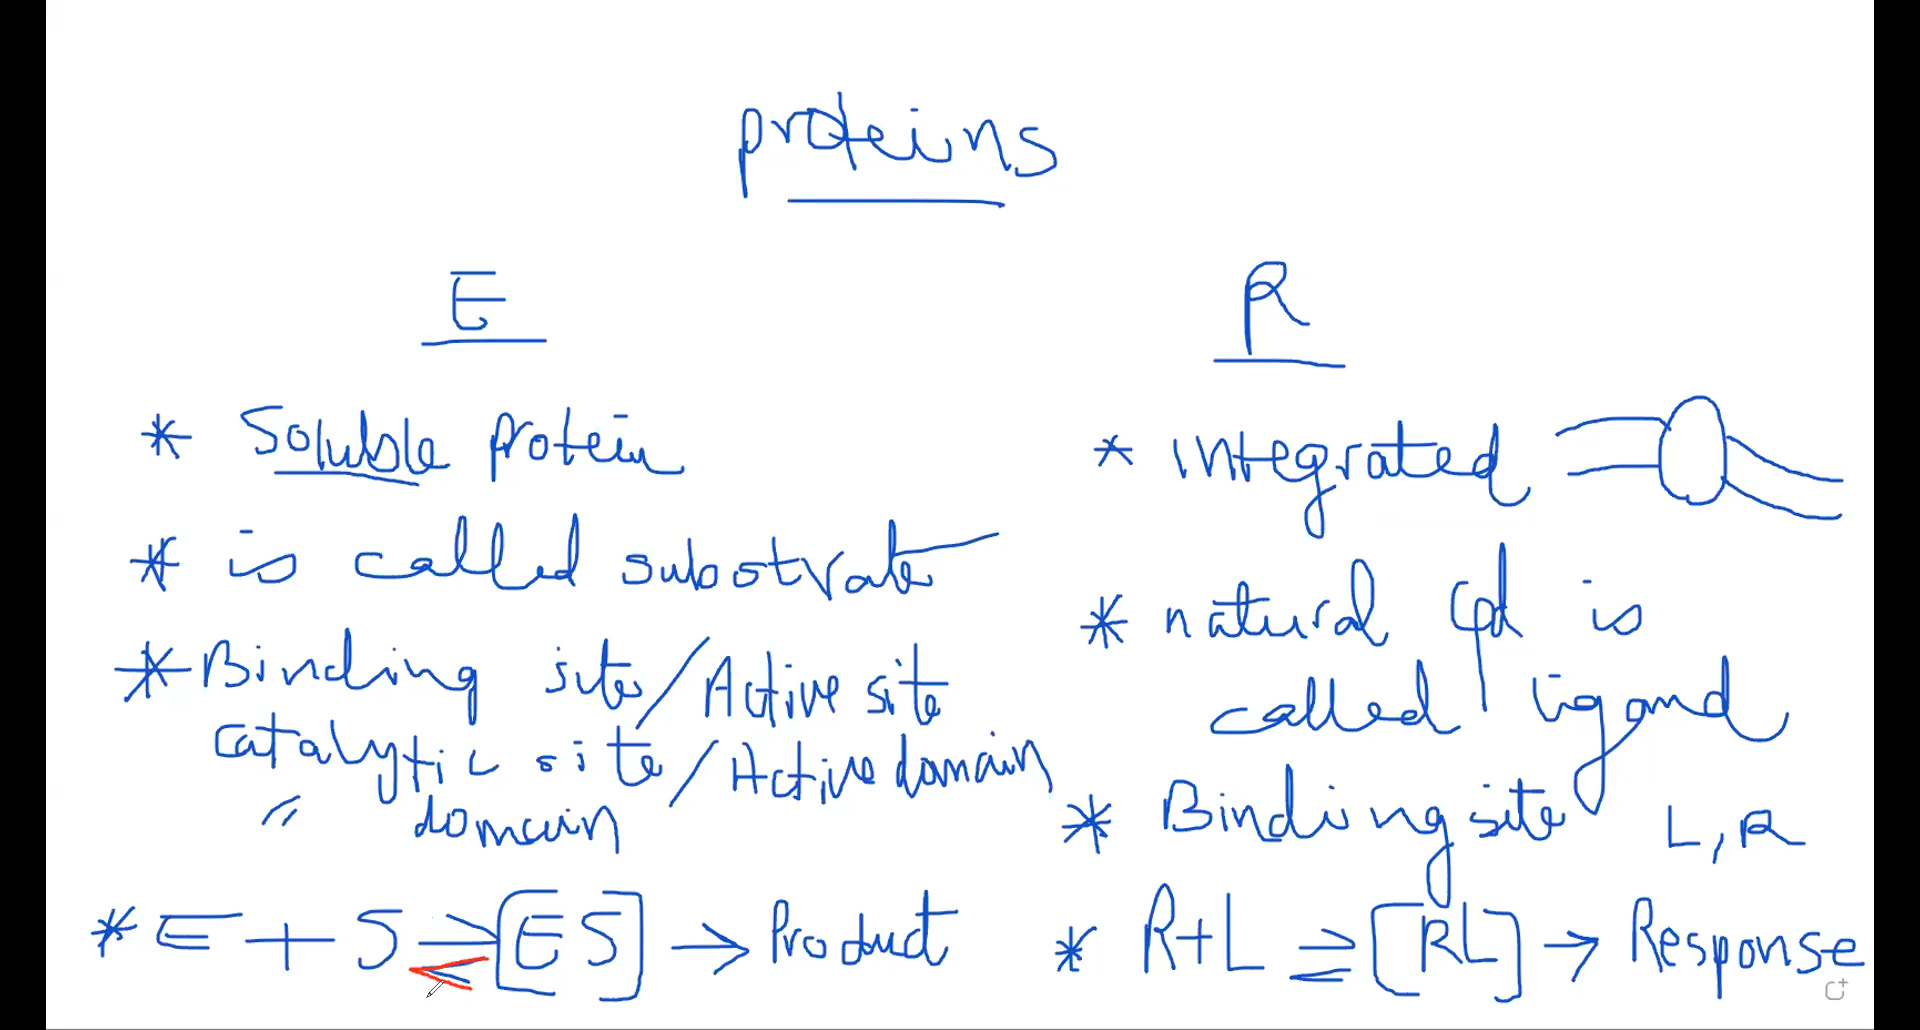 proteins
E
* Soluble protein
* is called substrate
* Binding site / Active site
catalytic site / Active domain
" domain
* E + S ⇌ [ES] → Product
R
* integrated
* natural cpd is
called ligand
* Binding site L, R
* R + L ⇌ [RL] → Response